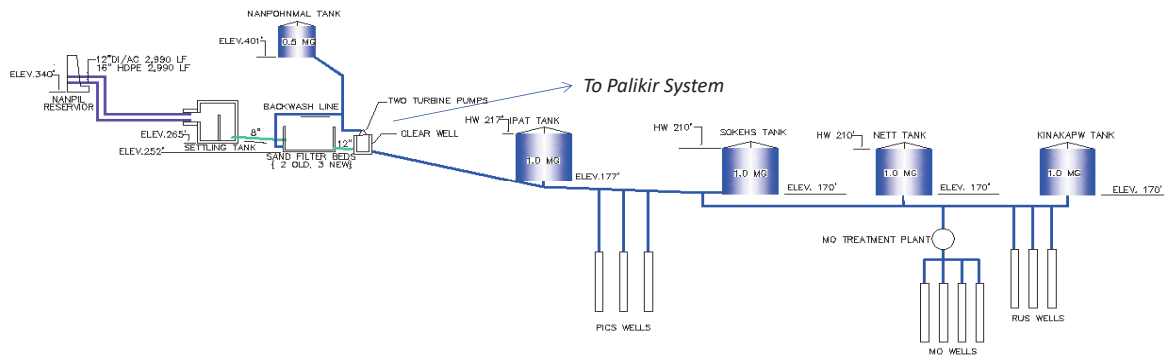 NANPOHNMAL TANK
0.5 MG
ELEV.401'
12"DI/AC 2,990 LF
16" HDPE 2,990 LF
ELEV.340'
NANPIL
RESERVIOR
To Palikir System
BACKWASH LINE
TWO TURBINE PUMPS
CLEAR WELL
ELEV.265'
8"
12"
SETTLING TANK
ELEV.252'
SAND FILTER BEDS
( 2 OLD, 3 NEW)
HW 217'
IPAT TANK
1.0 MG
ELEV.177'
HW 210'
SOKEHS TANK
1.0 MG
ELEV. 170'
HW 210'
NETT TANK
1.0 MG
ELEV. 170'
KINAKAPW TANK
1.0 MG
ELEV. 170'
MO TREATMENT PLANT
PICS WELLS
RUS WELLS
MO WELLS